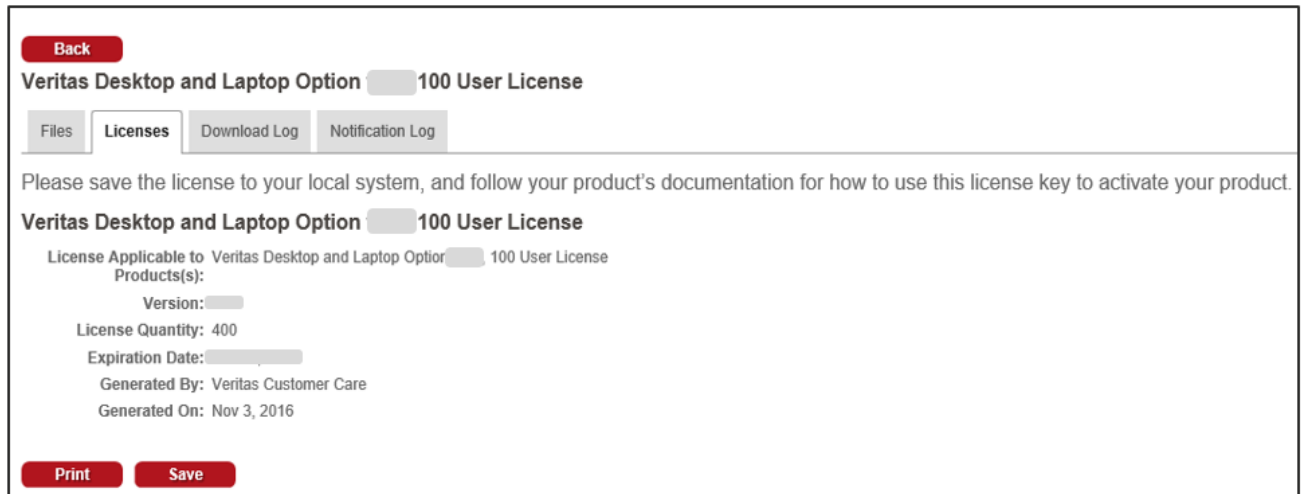 Back
Veritas Desktop and Laptop Option 100 User License
Files Licenses Download Log Notification Log
Please save the license to your local system, and follow your product's documentation for how to use this license key to activate your product.
Veritas Desktop and Laptop Option 100 User License
License Applicable to Veritas Desktop and Laptop Option 100 User License
Products(s):
Version:
License Quantity: 400
Expiration Date:
Generated By: Veritas Customer Care
Generated On: Nov 3, 2016
Print Save